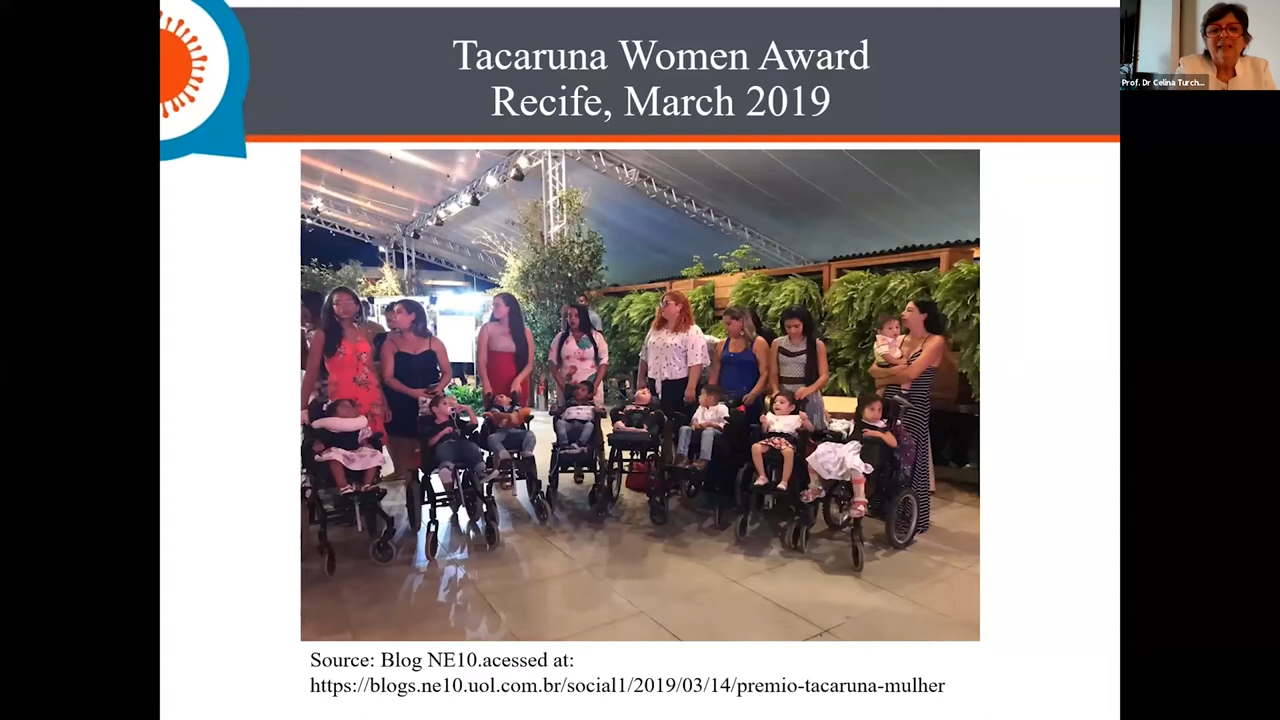 Tacaruna Women Award
Recife, March 2019
Prof. Dr Celina Turch...
Source: Blog NE10.acessed at:
https://blogs.ne10.uol.com.br/social1/2019/03/14/premio-tacaruna-mulher